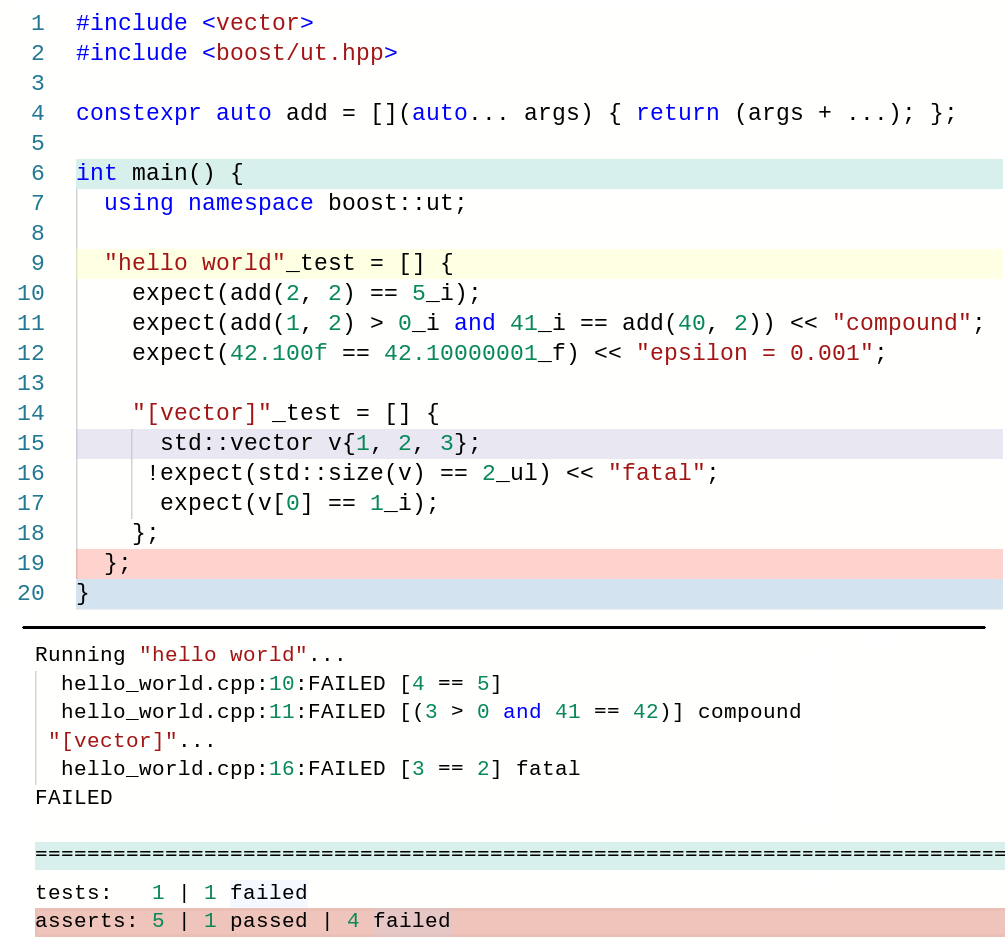 1 #include <vector>
2 #include <boost/ut.hpp>
3
4 constexpr auto add = [](auto... args) { return (args + ...); };
5
6 int main() {
7   using namespace boost::ut;
8
9   "hello world"_test = [] {
10     expect(add(2, 2) == 5_i);
11     expect(add(1, 2) > 0_i and 41_i == add(40, 2)) << "compound";
12     expect(42.100f == 42.10000001_f) << "epsilon = 0.001";
13
14     "[vector]"_test = [] {
15       std::vector v{1, 2, 3};
16      !expect(std::size(v) == 2_ul) << "fatal";
17       expect(v[0] == 1_i);
18     };
19   };
20 }
Running "hello world"...
  hello_world.cpp:10:FAILED [4 == 5]
  hello_world.cpp:11:FAILED [(3 > 0 and 41 == 42)] compound
 "[vector]"...
  hello_world.cpp:16:FAILED [3 == 2] fatal
FAILED
===========================================================================
tests:   1 | 1 failed
asserts: 5 | 1 passed | 4 failed